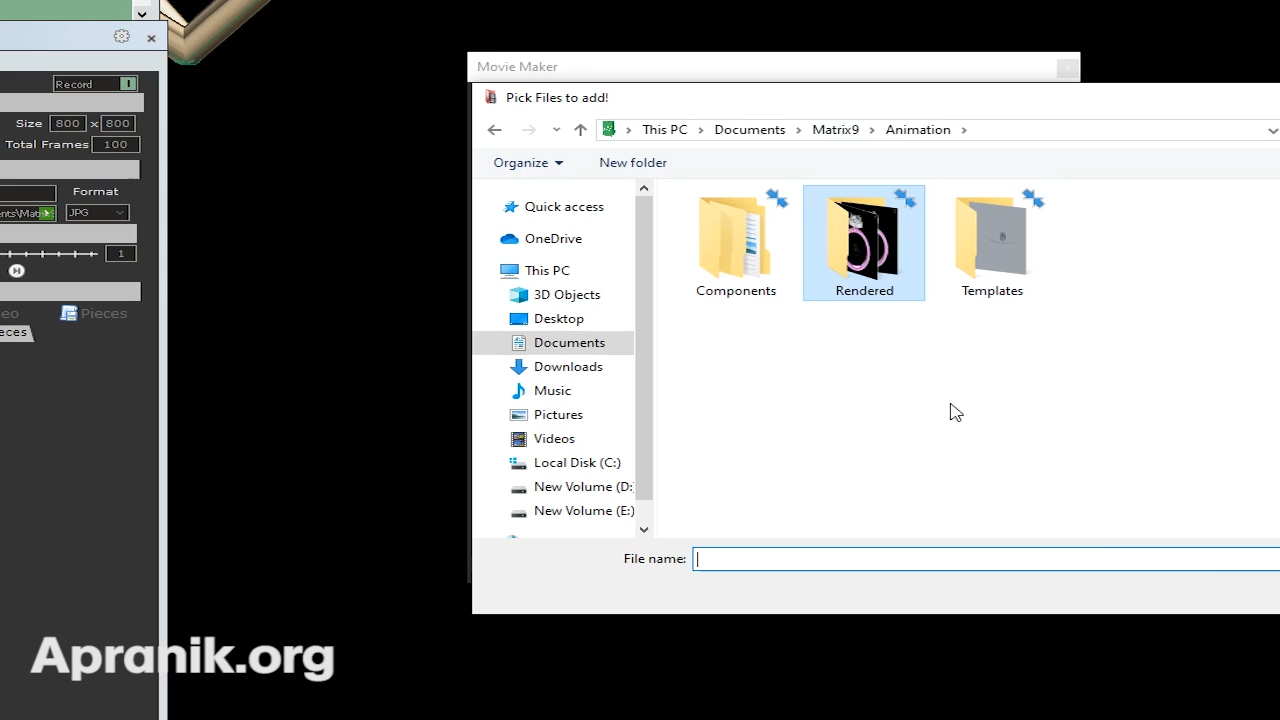 Record
Size 800 x 800
Total Frames 100
Format
JPG
1
Pieces
Movie Maker
Pick Files to add!
This PC > Documents > Matrix9 > Animation >
Organize
New folder
Quick access
OneDrive
This PC
3D Objects
Desktop
Documents
Downloads
Music
Pictures
Videos
Local Disk (C:)
New Volume (D:
New Volume (E:)
Components
Rendered
Templates
File name:
Apranik.org